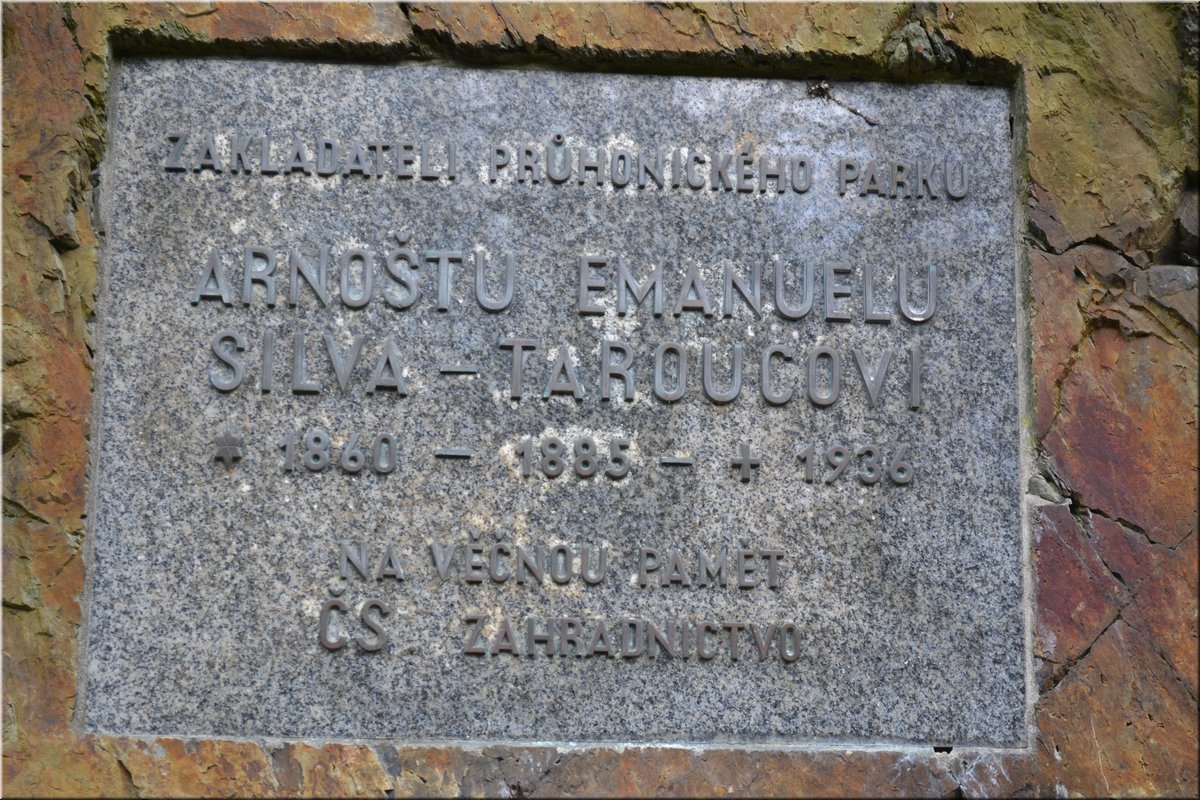 ZAKLADATELI PRŮHONICKÉHO PARKU
ARNOŠTU EMANUELU
SILVA – TAROUCOVI
* 1860 – 1885 – + 1936
NA VĚČNOU PAMĚT
ČS ZAHRADNICTVO